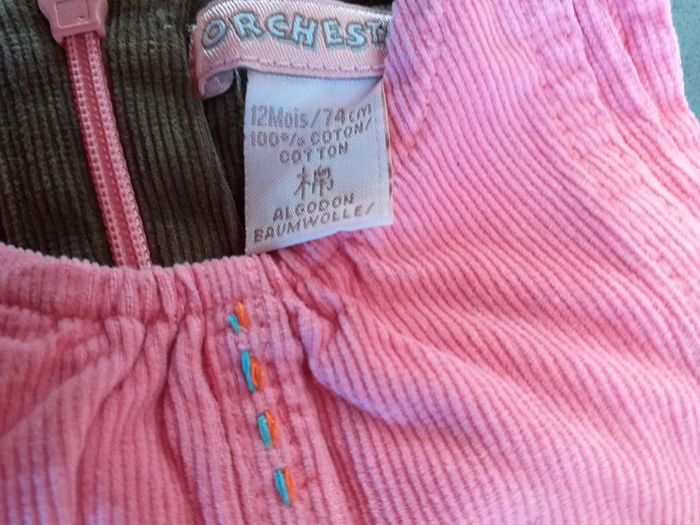 ORCHEST
12Mois/74cm
100% COTON/
COTTON
棉
ALGODON
BAUMWOLLE/